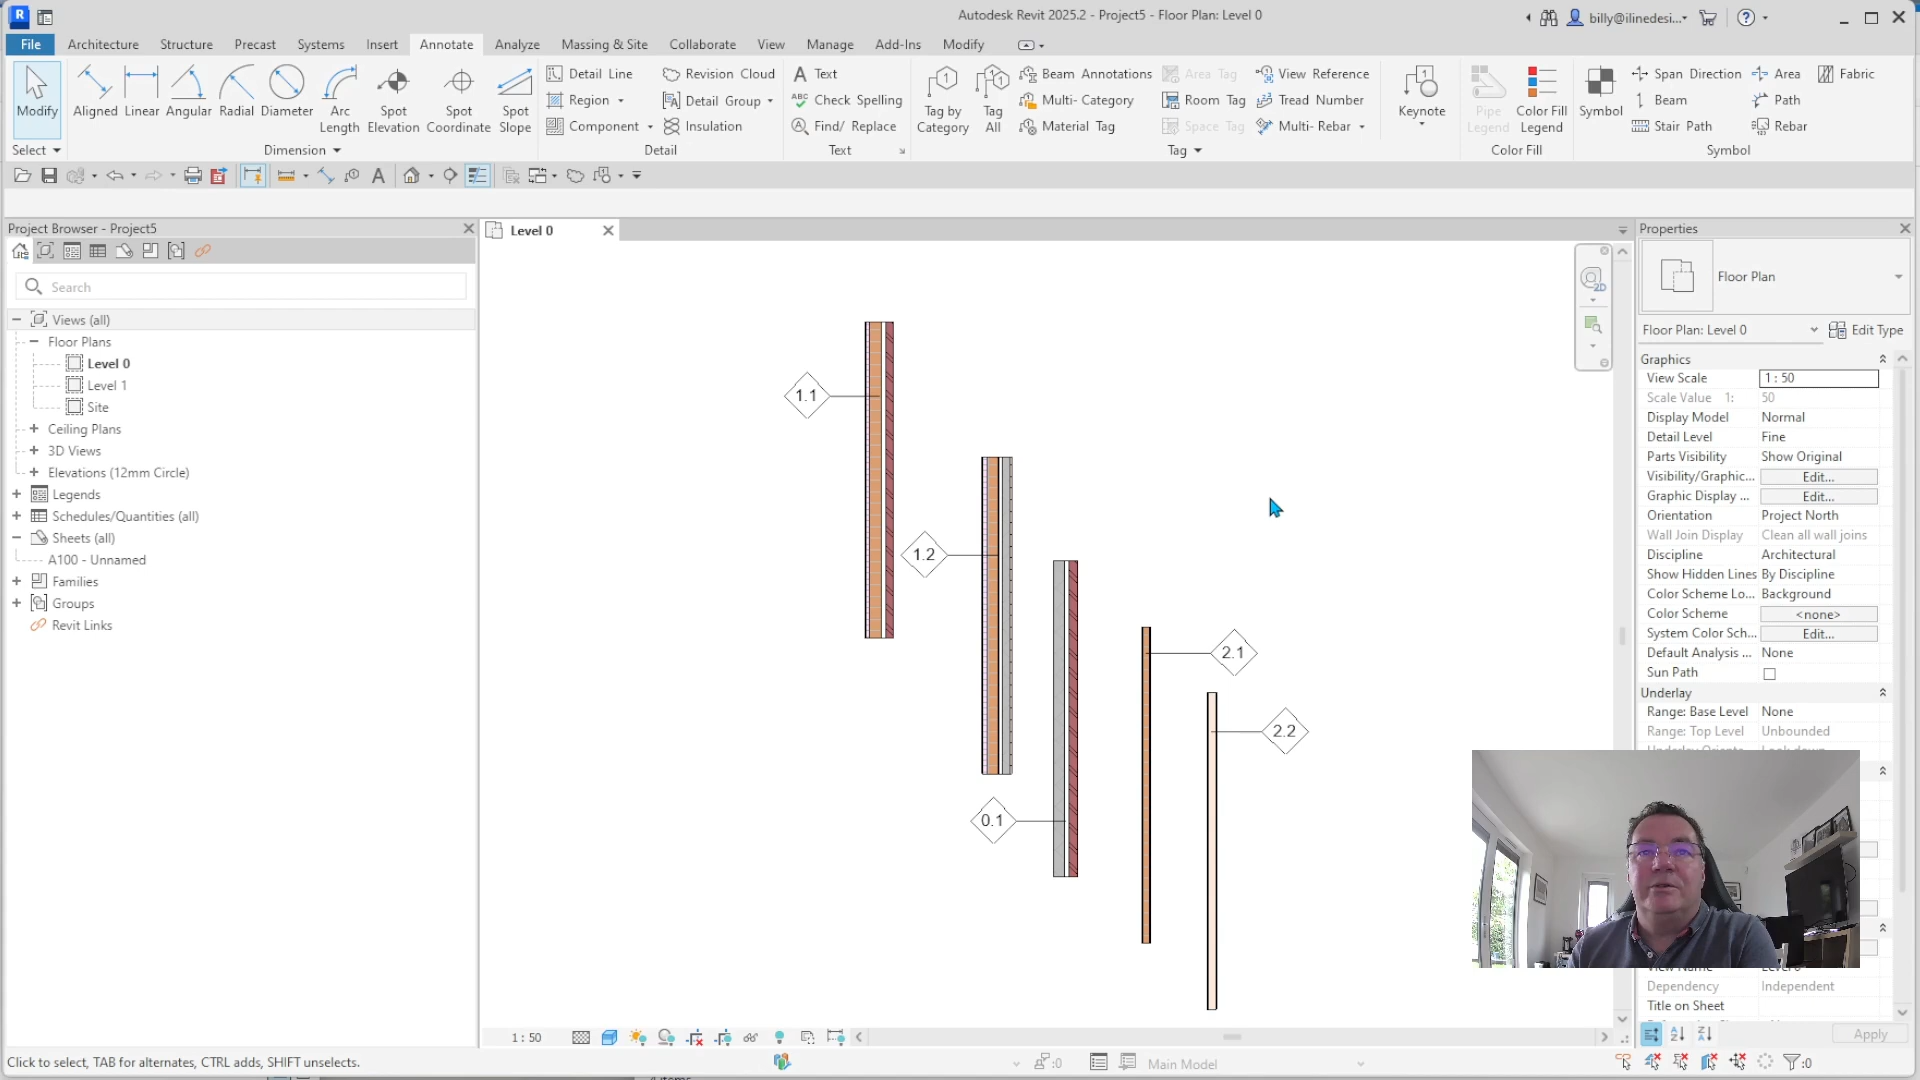 R
Autodesk Revit 2025.2 - Project5 - Floor Plan: Level 0
billy@ilinedesi...
File Architecture Structure Precast Systems Insert Annotate Analyze Massing & Site Collaborate View Manage Add-Ins Modify
Modify
Select
Aligned Linear Angular Radial Diameter Arc Length Spot Elevation Spot Coordinate Spot Slope
Dimension
Detail Line Revision Cloud
Region Detail Group
Component Insulation
Detail
Text
Check Spelling
Find/ Replace
Text
Tag by Category Tag All
Beam Annotations Area Tag View Reference
Multi- Category Room Tag Tread Number
Material Tag Space Tag Multi- Rebar
Tag
Keynote
Pipe Legend Color Fill Legend
Color Fill
Symbol
Span Direction Area Fabric
Beam Path
Stair Path Rebar
Symbol
Project Browser - Project5
Search
Views (all)
Floor Plans
Level 0
Level 1
Site
Ceiling Plans
3D Views
Elevations (12mm Circle)
Legends
Schedules/Quantities (all)
Sheets (all)
A100 - Unnamed
Families
Groups
Revit Links
Level 0
2D
1.1
1.2
0.1
2.1
2.2
Properties
Floor Plan
Floor Plan: Level 0 Edit Type
Graphics
View Scale 1 : 50
Scale Value 1: 50
Display Model Normal
Detail Level Fine
Parts Visibility Show Original
Visibility/Graphic... Edit...
Graphic Display ... Edit...
Orientation Project North
Wall Join Display Clean all wall joins
Discipline Architectural
Show Hidden Lines By Discipline
Color Scheme Lo... Background
Color Scheme <none>
System Color Sch... Edit...
Default Analysis ... None
Sun Path
Underlay
Range: Base Level None
Range: Top Level Unbounded
Dependency Independent
Title on Sheet
Apply
1 : 50
Click to select, TAB for alternates, CTRL adds, SHIFT unselects.
:0
Main Model
:0